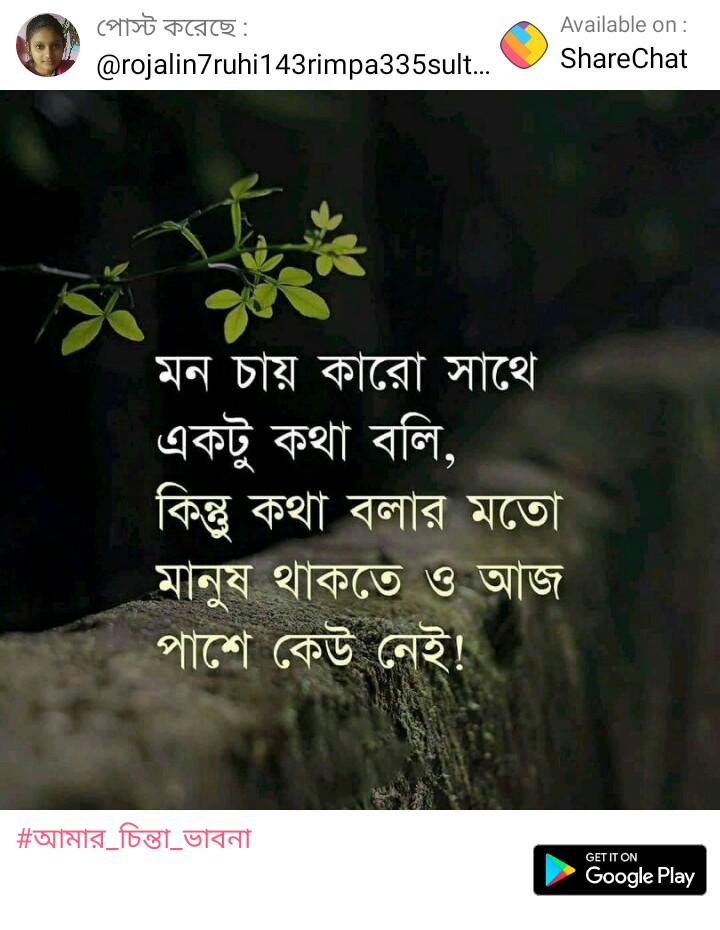 পোস্ট করেছে :
@rojalin7ruhi143rimpa335sult...
Available on :
ShareChat
মন চায় কারো সাথে
একটু কথা বলি,
কিন্তু কথা বলার মতো
মানুষ থাকতে ও আজ
পাশে কেউ নেই!
#আমার_চিন্তা_ভাবনা
GET IT ON
Google Play